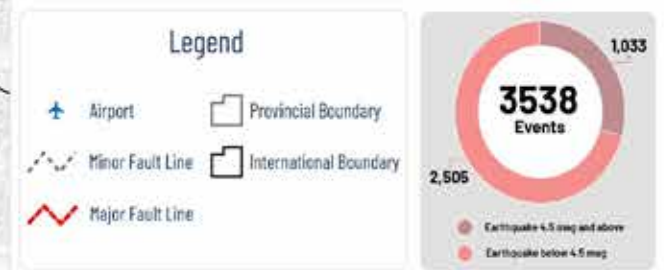 Legend
Airport
Provincial Boundary
Minor Fault Line
International Boundary
Major Fault Line
1,033
3538
Events
2,505
Earthquake 4.5 mag and above
Earthquake below 4.5 mag